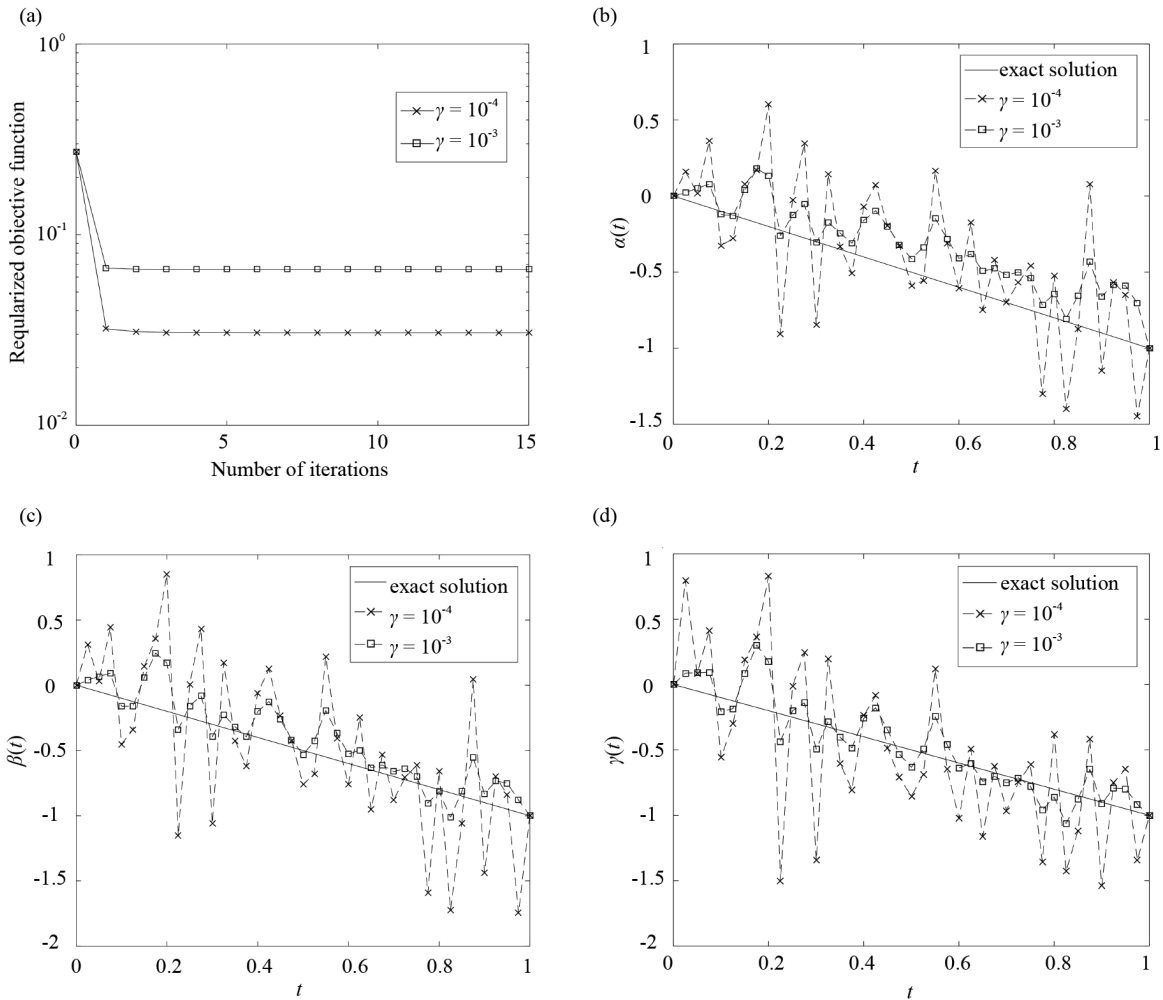 (a)
10⁰
10⁻¹
10⁻²
Reqularized obiective function
γ = 10⁻⁴
γ = 10⁻³
0
5
10
15
Number of iterations
(b)
1
0.5
0
-0.5
-1
-1.5
α(t)
exact solution
γ = 10⁻⁴
γ = 10⁻³
0
0.2
0.4
0.6
0.8
1
t
(c)
1
0.5
0
-0.5
-1
-1.5
-2
β(t)
exact solution
γ = 10⁻⁴
γ = 10⁻³
0
0.2
0.4
0.6
0.8
1
t
(d)
1
0.5
0
-0.5
-1
-1.5
-2
γ(t)
exact solution
γ = 10⁻⁴
γ = 10⁻³
0
0.2
0.4
0.6
0.8
1
t